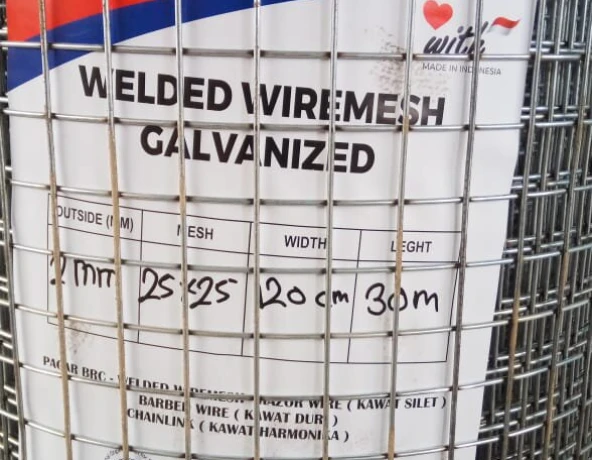 with
MADE IN INDONESIA
WELDED WIREMESH
GALVANIZED
OUTSIDE (MM) MESH WIDTH LEGHT
2mm 25x25 120 cm 30m
PAGAR BRC - WELDED WIREMESH - RAZOR WIRE ( KAWAT SILET )
BARBED WIRE ( KAWAT DURI )
CHAINLINK ( KAWAT HARMONIKA )